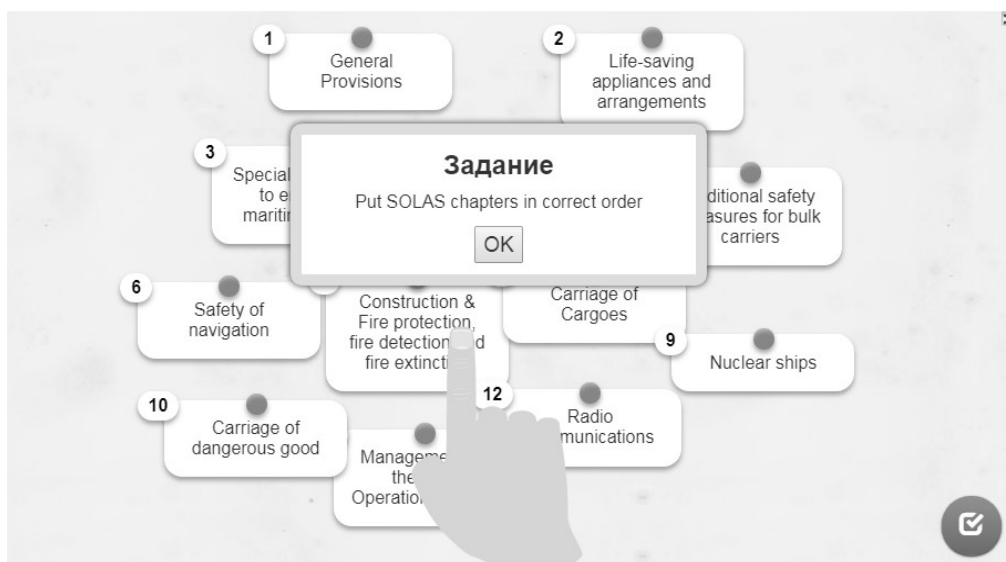 1
General
Provisions
2
Life-saving
appliances and
arrangements
3
Special
to e
mariti
Задание
Put SOLAS chapters in correct order
OK
ditional safety
asures for bulk
carriers
6
Safety of
navigation
Construction &
Fire protection,
fire detection
fire extincti
Carriage of
Cargoes
9
Nuclear ships
10
Carriage of
dangerous good
Manageme
the
Operation
12
Radio
munications